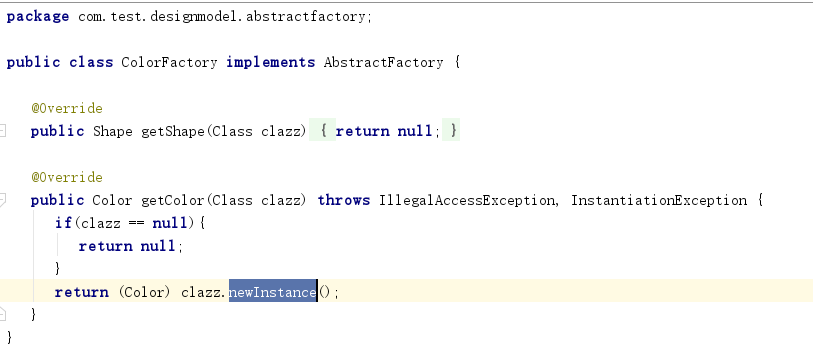 package com.test.designmodel.abstractfactory;
public class ColorFactory implements AbstractFactory {
@Override
public Shape getShape(Class clazz) { return null; }
@Override
public Color getColor(Class clazz) throws IllegalAccessException, InstantiationException {
if(clazz == null){
return null;
}
return (Color) clazz.newInstance();
}
}